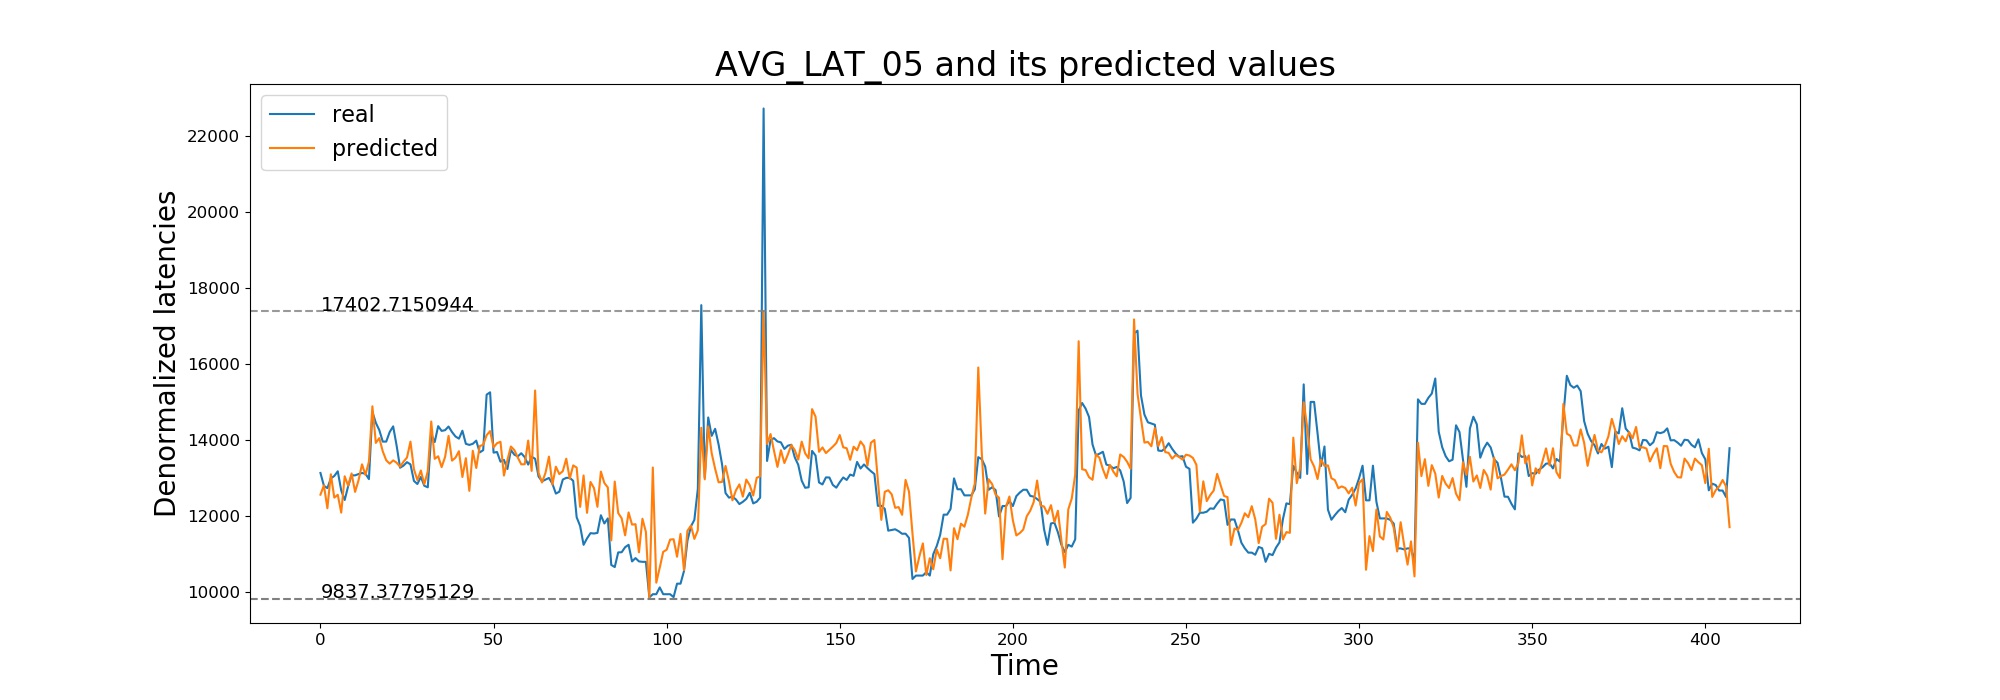 AVG_LAT_05 and its predicted values
real
predicted
Denormalized latencies
22000
20000
18000
17402.7150944
16000
14000
12000
10000
9837.37795129
0 50 100 150 200 250 300 350 400
Time